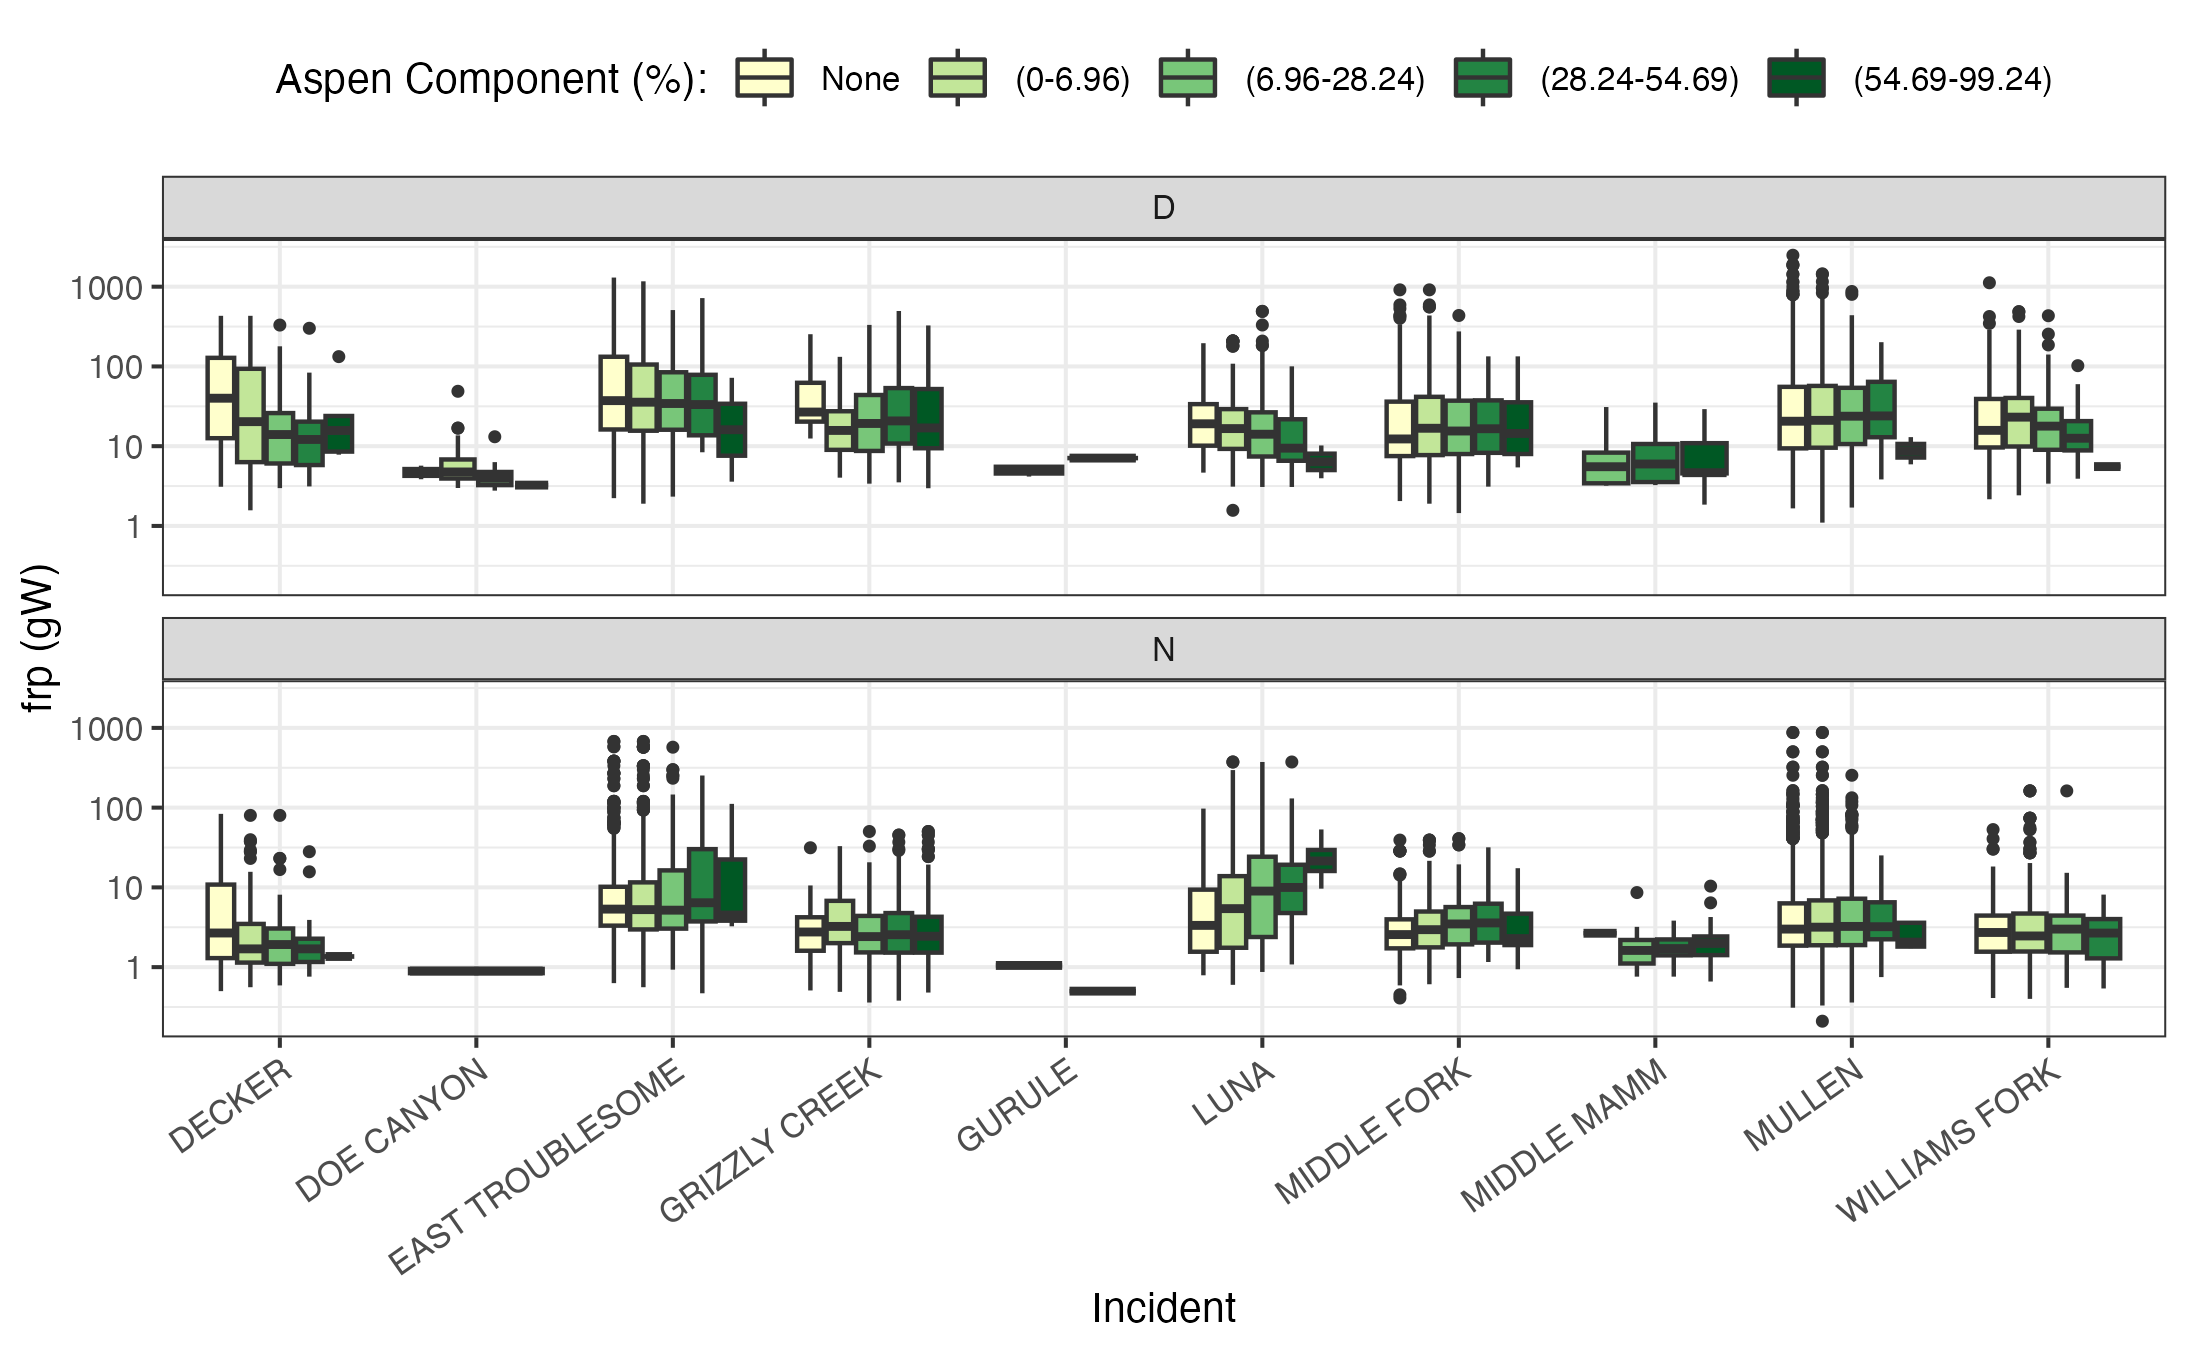 Aspen Component (%): None (0-6.96) (6.96-28.24) (28.24-54.69) (54.69-99.24)
D
1000
100
10
1
frp (gW)
N
1000
100
10
1
DECKER
DOE CANYON
EAST TROUBLESOME
GRIZZLY CREEK
GURULE
LUNA
MIDDLE FORK
MIDDLE MAMM
MULLEN
WILLIAMS FORK
Incident